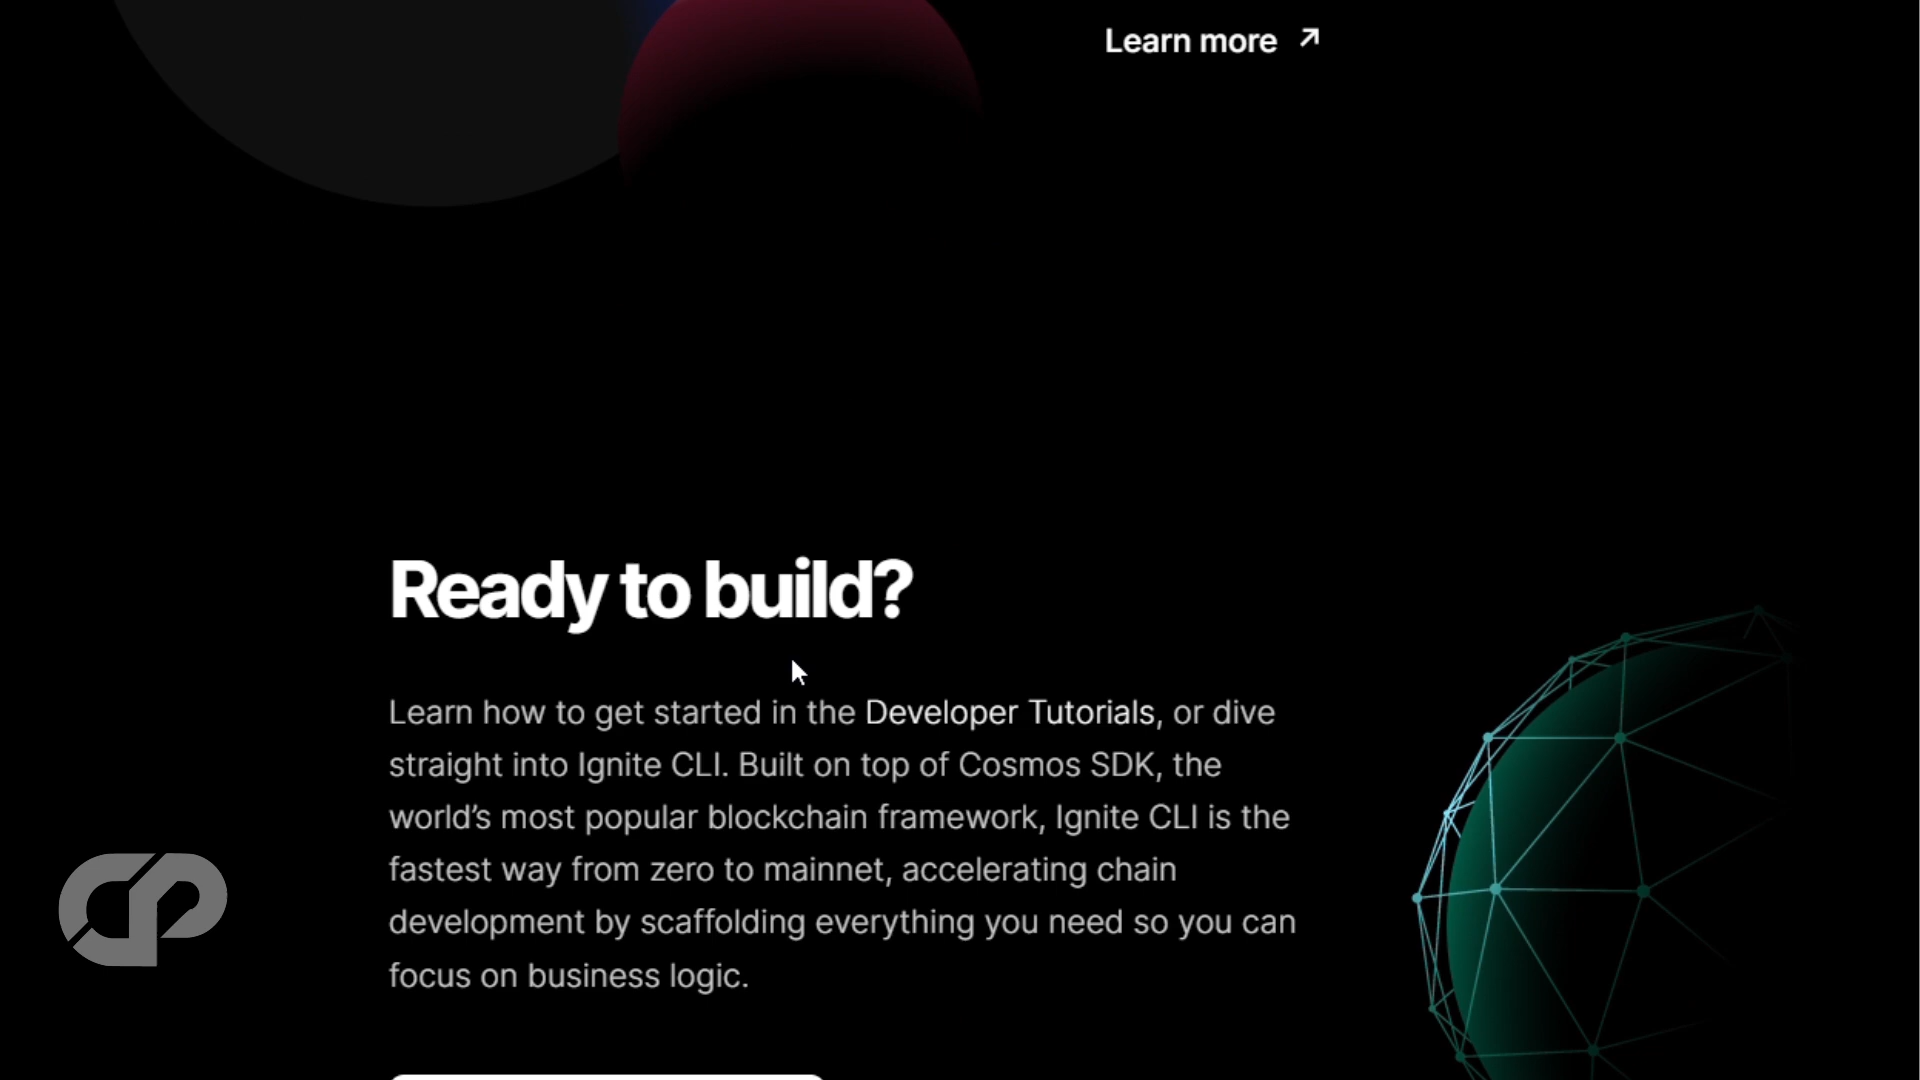 Learn more
Ready to build?
Learn how to get started in the Developer Tutorials, or dive
straight into Ignite CLI. Built on top of Cosmos SDK, the
world’s most popular blockchain framework, Ignite CLI is the
fastest way from zero to mainnet, accelerating chain
development by scaffolding everything you need so you can
focus on business logic.